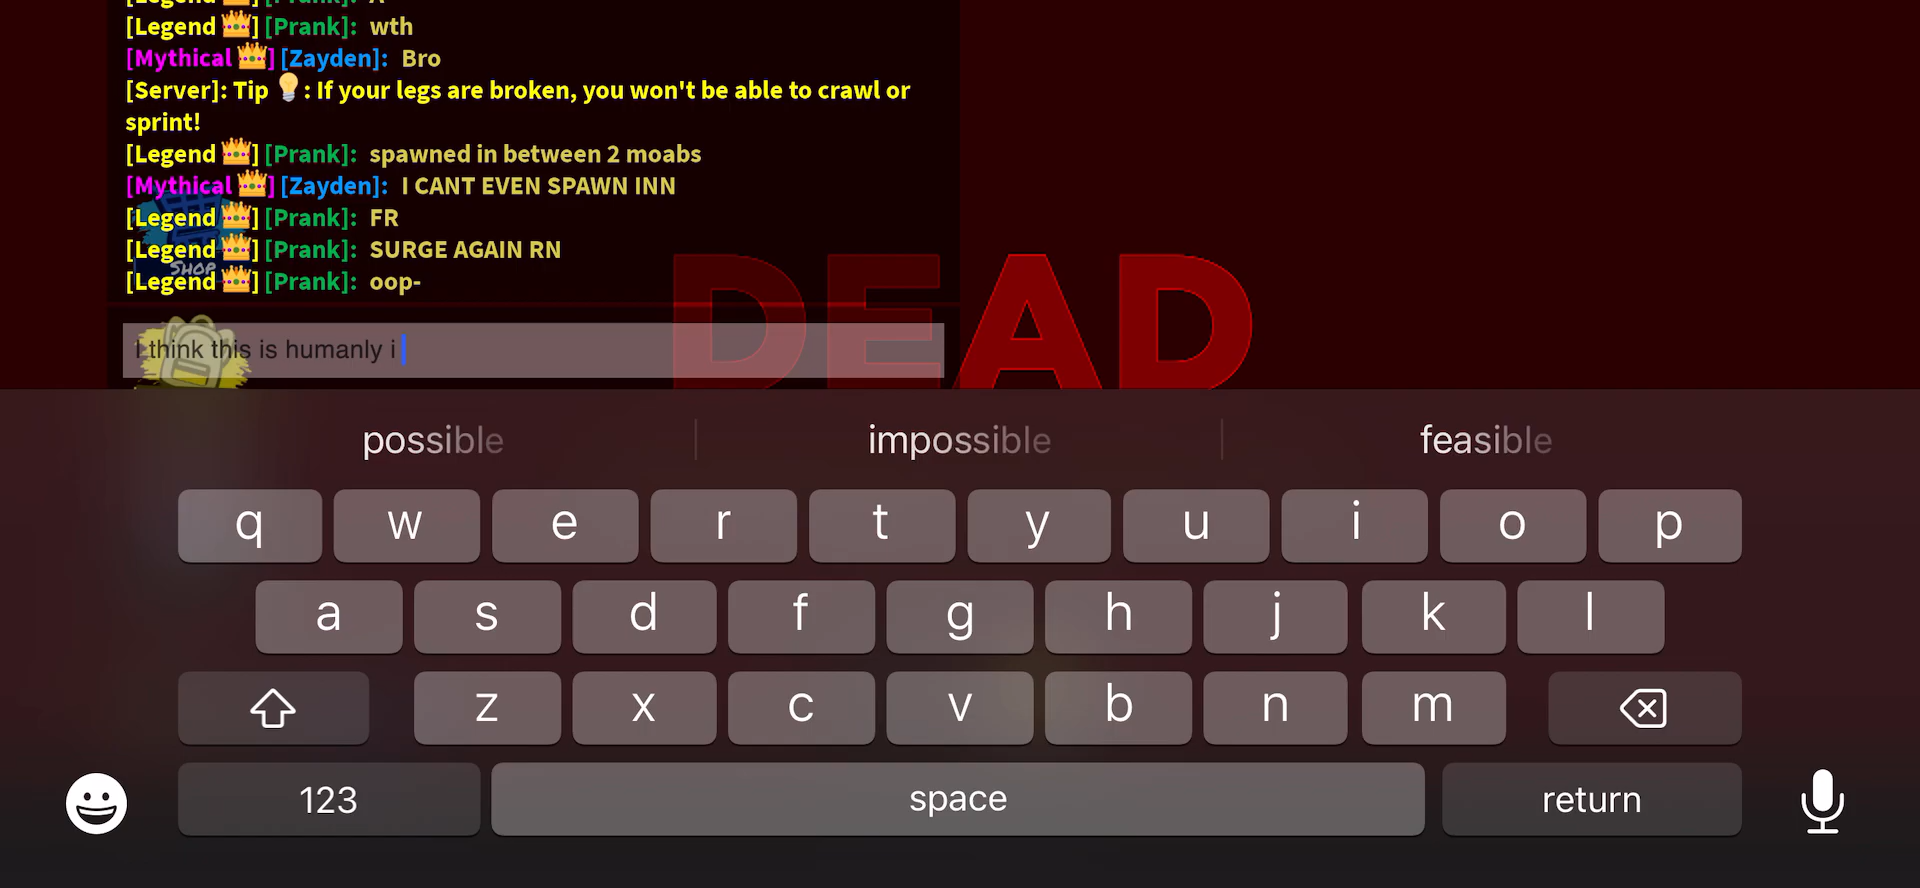 [Legend 👑] [Prank]: wth
[Mythical 👑] [Zayden]: Bro
[Server]: Tip 💡: If your legs are broken, you won't be able to crawl or
sprint!
[Legend 👑] [Prank]: spawned in between 2 moabs
[Mythical 👑] [Zayden]: I CANT EVEN SPAWN INN
[Legend 👑] [Prank]: FR
[Legend 👑] [Prank]: SURGE AGAIN RN
SHOP
[Legend 👑] [Prank]: oop-
DEAD
I think this is humanly i
possible impossible feasible
q w e r t y u i o p
a s d f g h j k l
z x c v b n m
123 space return